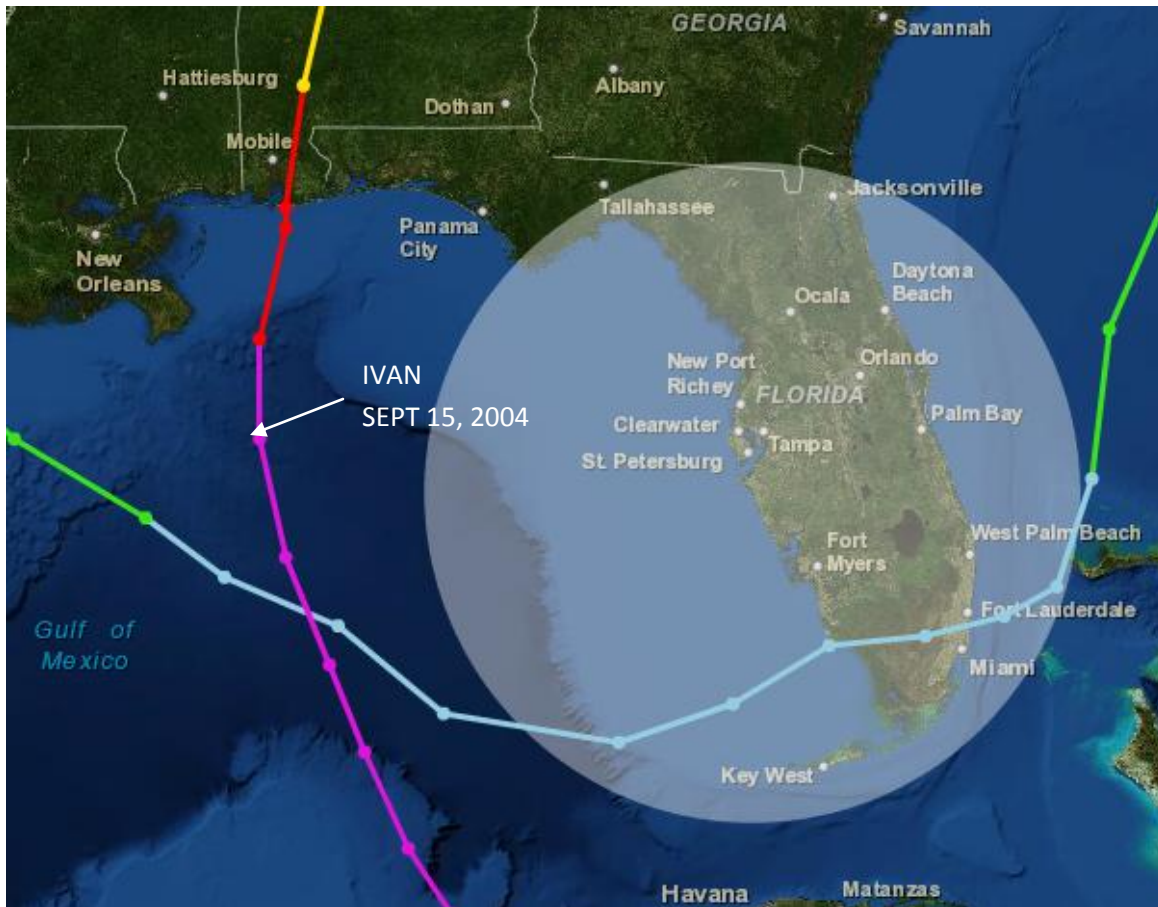 GEORGIA
Savannah
Hattiesburg
Albany
Dothan
Mobile
Jacksonville
Tallahassee
Panama
City
New
Orleans
Daytona
Beach
Ocala
Orlando
New Port
Richey
FLORIDA
IVAN
SEPT 15, 2004
Palm Bay
Clearwater
Tampa
St. Petersburg
West Palm Beach
Fort
Myers
Fort Lauderdale
Gulf of
Mexico
Miami
Key West
Havana
Matanzas